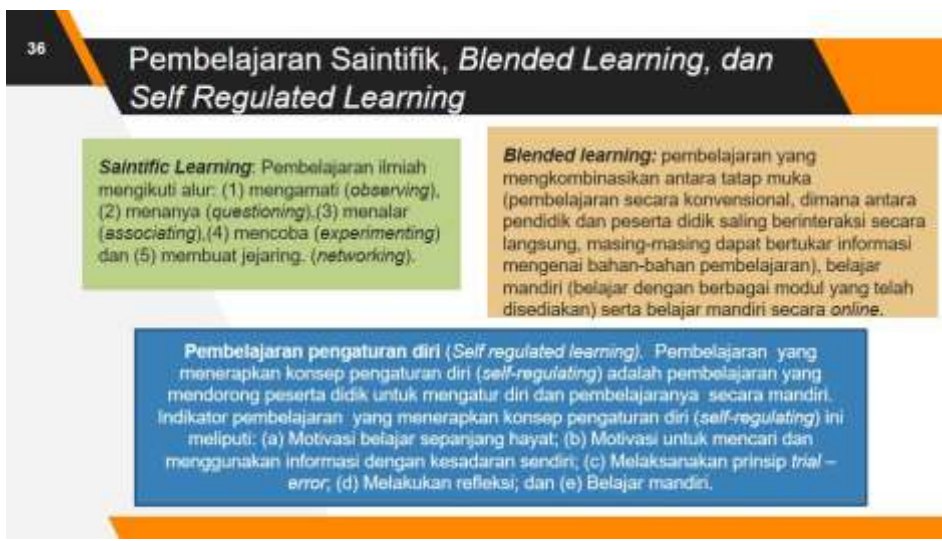 36
Pembelajaran Saintifik, Blended Learning, dan
Self Regulated Learning
Saintific Learning: Pembelajaran ilmiah
mengikuti alur: (1) mengamati (observing),
(2) menanya (questioning),(3) menalar
(associating),(4) mencoba (experimenting)
dan (5) membuat jejaring. (networking).
Blended learning: pembelajaran yang
mengkombinasikan antara tatap muka
(pembelajaran secara konvensional, dimana antara
pendidik dan peserta didik saling berinteraksi secara
langsung, masing-masing dapat bertukar informasi
mengenai bahan-bahan pembelajaran), belajar
mandiri (belajar dengan berbagai modul yang telah
disediakan) serta belajar mandiri secara online.
Pembelajaran pengaturan diri (Self regulated learning). Pembelajaran yang
menerapkan konsep pengaturan diri (self-regulating) adalah pembelajaran yang
mendorong peserta didik untuk mengatur diri dan pembelajaranya secara mandiri.
Indikator pembelajaran yang menerapkan konsep pengaturan diri (self-regulating) ini
meliputi: (a) Motivasi belajar sepanjang hayat; (b) Motivasi untuk mencari dan
menggunakan informasi dengan kesadaran sendiri; (c) Melaksanakan prinsip trial –
error; (d) Melakukan refleksi; dan (e) Belajar mandiri.